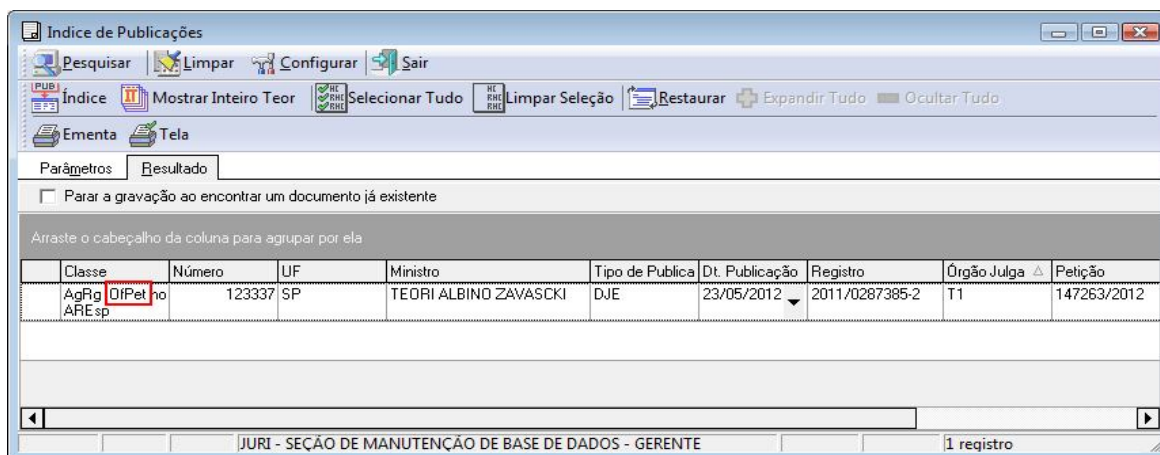 Indice de Publicações
Pesquisar Limpar Configurar Sair
PUB Índice Mostrar Inteiro Teor Selecionar Tudo Limpar Seleção Restaurar Expandir Tudo Ocultar Tudo
Ementa Tela
Parâmetros Resultado
Parar a gravação ao encontrar um documento já existente
Arraste o cabeçalho da coluna para agrupar por ela
Classe Número UF Ministro Tipo de Publica Dt. Publicação Registro Órgão Julga Petição
AgRg OfPet no 123337 SP TEORI ALBINO ZAVASCKI DJE 23/05/2012 2011/0287385-2 T1 147263/2012
AREsp
JURI - SEÇÃO DE MANUTENÇÃO DE BASE DE DADOS - GERENTE 1 registro